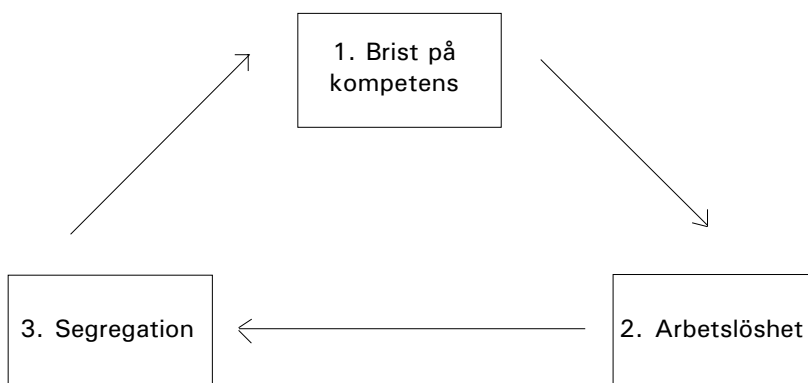 1. Brist på
kompetens
3. Segregation
2. Arbetslöshet